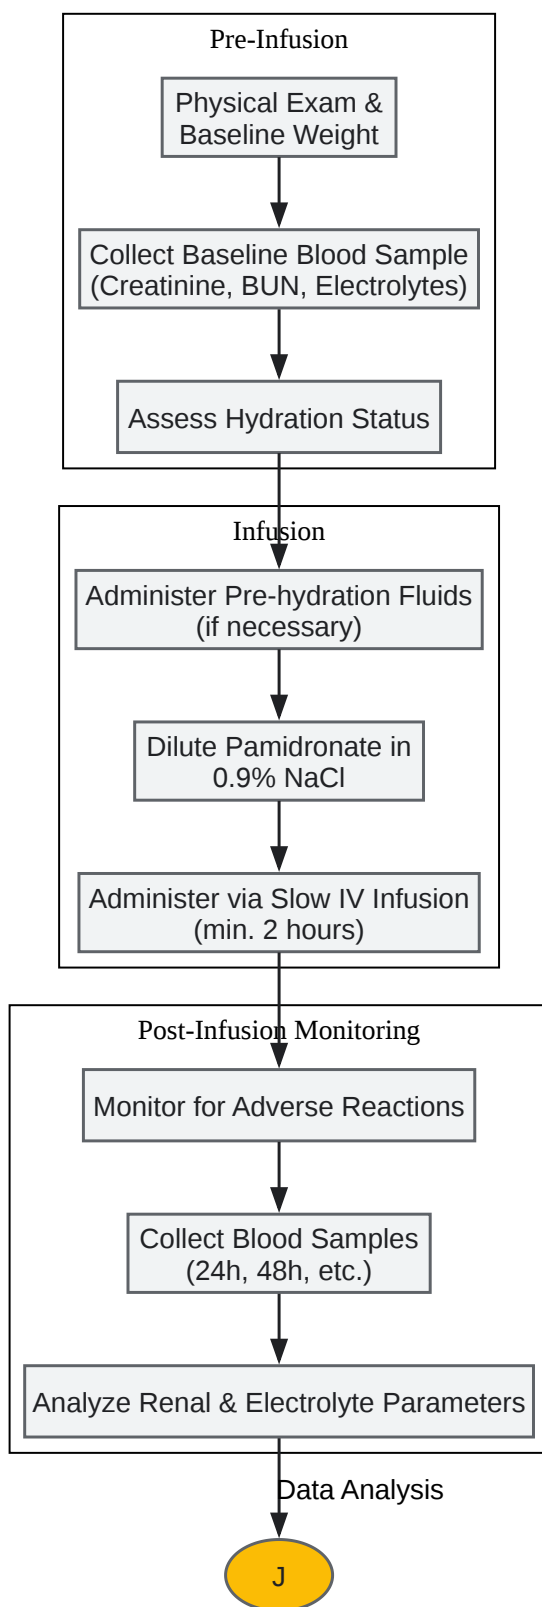 Pre-Infusion
Physical Exam &
Baseline Weight
Collect Baseline Blood Sample
(Creatinine, BUN, Electrolytes)
Assess Hydration Status
Infusion
Administer Pre-hydration Fluids
(if necessary)
Dilute Pamidronate in
0.9% NaCl
Administer via Slow IV Infusion
(min. 2 hours)
Post-Infusion Monitoring
Monitor for Adverse Reactions
Collect Blood Samples
(24h, 48h, etc.)
Analyze Renal & Electrolyte Parameters
Data Analysis
J